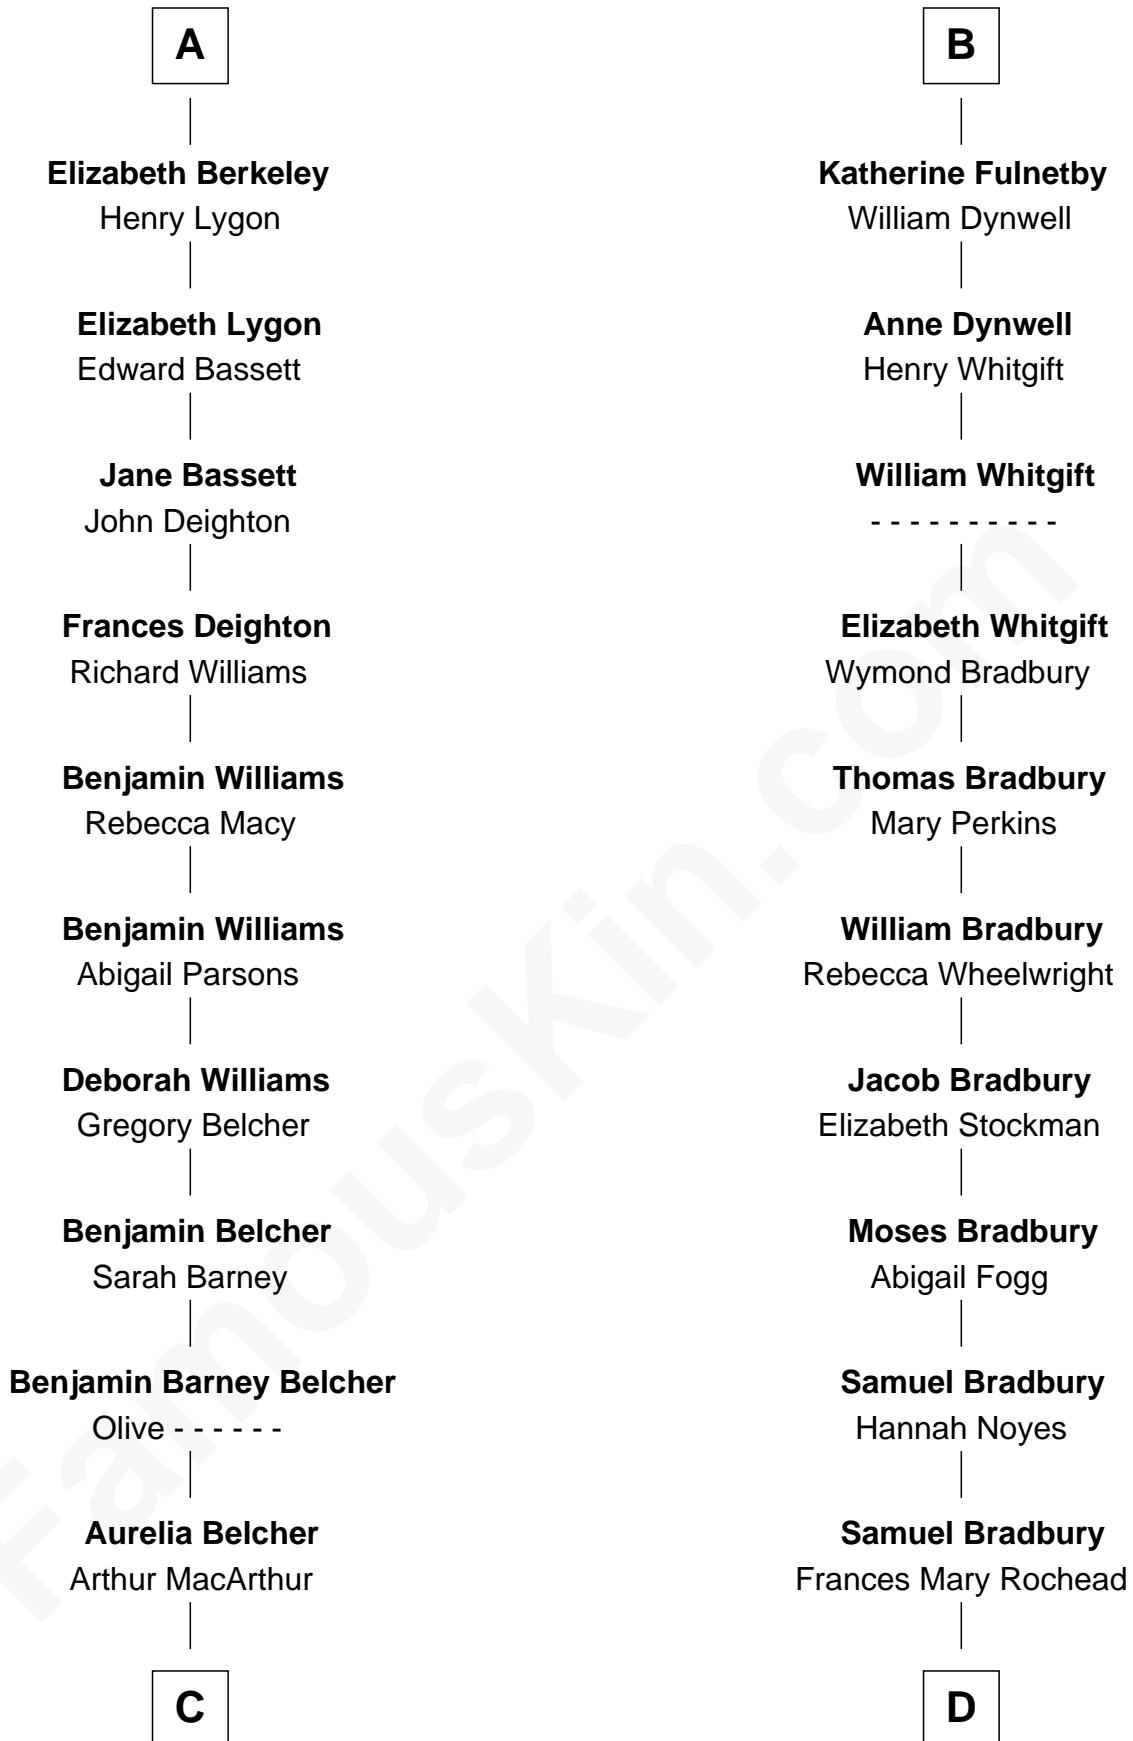 A
Elizabeth Berkeley
Henry Lygon
Elizabeth Lygon
Edward Bassett
Jane Bassett
John Deighton
Frances Deighton
Richard Williams
Benjamin Williams
Rebecca Macy
Benjamin Williams
Abigail Parsons
Deborah Williams
Gregory Belcher
Benjamin Belcher
Sarah Barney
Benjamin Barney Belcher
Olive - - - - - -
Aurelia Belcher
Arthur MacArthur
C
B
Katherine Fulnetby
William Dynwell
Anne Dynwell
Henry Whitgift
William Whitgift
- - - - - - - - - -
Elizabeth Whitgift
Wymond Bradbury
Thomas Bradbury
Mary Perkins
William Bradbury
Rebecca Wheelwright
Jacob Bradbury
Elizabeth Stockman
Moses Bradbury
Abigail Fogg
Samuel Bradbury
Hannah Noyes
Samuel Bradbury
Frances Mary Rochead
D
FamousKin.com